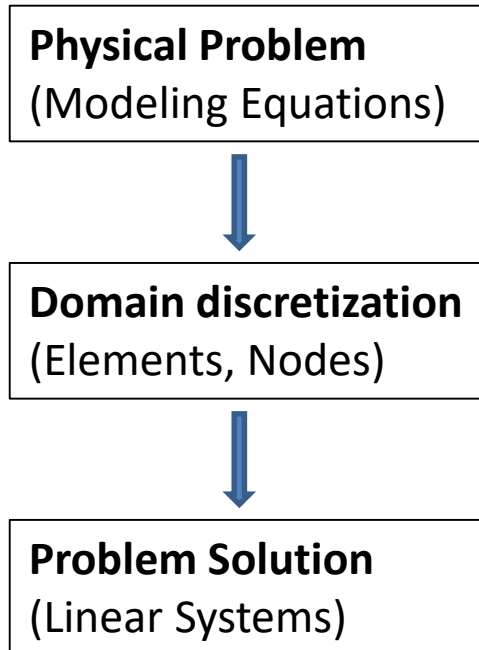 Physical Problem
(Modeling Equations)
Domain discretization
(Elements, Nodes)
Problem Solution
(Linear Systems)